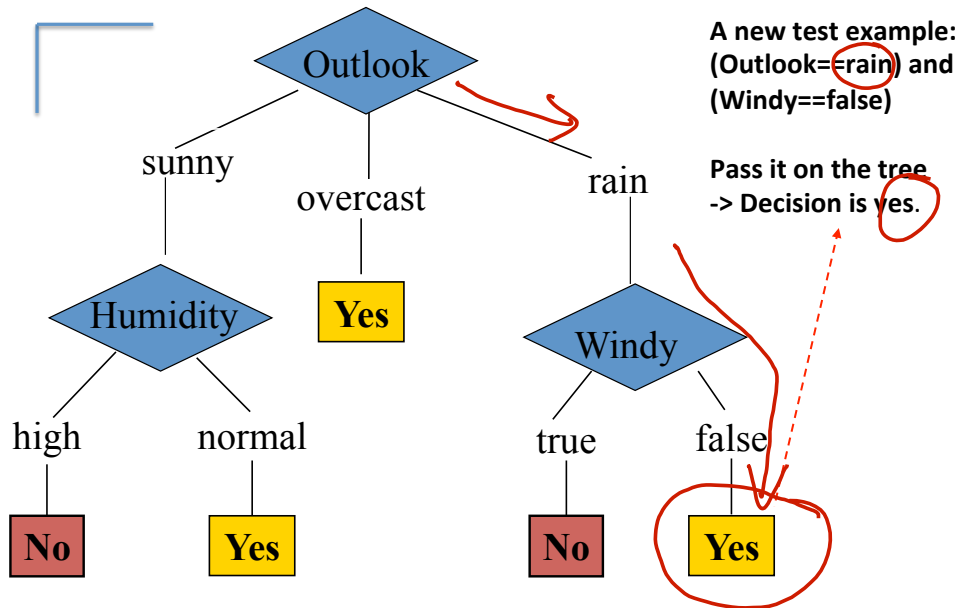 Outlook
A new test example:
(Outlook==rain) and
(Windy==false)
Pass it on the tree
-> Decision is yes.
sunny
overcast
rain
Humidity
Yes
Windy
high
normal
true
false
No
Yes
No
Yes